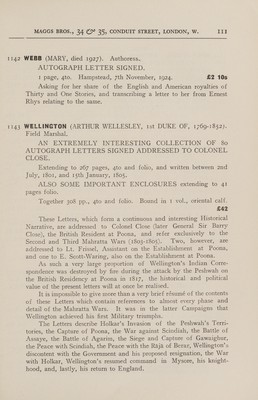 MAGGS BROS., 34 & 35, CONDUIT STREET, LONDON, W. 111
1142 WEBB (MARY, died 1927). Authoress.
AUTOGRAPH LETTER SIGNED.
1 page, 4to. Hampstead, 7th November, 1924. £2 10s
Asking for her share of the English and American royalties of
Thirty and One Stories, and transcribing a letter to her from Ernest
Rhys relating to the same.
1143 WELLINGTON (ARTHUR WELLESLEY, 1st DUKE OF, 1769-1852).
Field Marshal.
AN EXTREMELY INTERESTING COLLECTION OF 80
AUTOGRAPH LETTERS SIGNED ADDRESSED TO COLONEL
CLOSE.
Extending to 267 pages, 4to and folio, and written between 2nd
July, 1801, and 15th January, 1805.
ALSO SOME IMPORTANT ENCLOSURES extending to 41
pages folio.
Together 308 pp., 4to and folio. Bound in 1 vol., oriental calf.
£42
These Letters, which form a continuous and interesting Historical
Narrative, are addressed to Colonel Close (later General Sir Barry
Close), the British Resident at Poona, and refer exclusively to the
Second and Third Mahratta Wars (1803-1805). Two, however, are
addressed to Lt. Frissel, Assistant on the Establishment at Poona,
and one to E. Scott-Waring, also on the Establishment at Poona.
As such a very large proportion of Wellington's Indian Corre-
spondence was destroyed by fire during the attack by the Peshwah on
the British Residency at Poona in 1817, the historical and political
value of the present letters will at once be realised.
It is impossible to give more than a very brief résumé of the contents
of these Letters which contain references to almost every phase and
detail of the Mahratta Wars. It was in the latter Campaigns that
Wellington achieved his first Military triumphs.
The Letters describe Holkar's Invasion of the Peshwah's Terri-
tories, the Capture of Poona, the War against Scindiah, the Battle of
Assaye, the Battle of Agarim, the Siege and Capture of Gawaighur,
the Peace with Scindiah, the Peace with the Râja of Berar, Wellington's
discontent with the Government and his proposed resignation, the War
with Holkar, Wellington's resumed command in Mysore, his knight-
hood, and, lastly, his return to England.